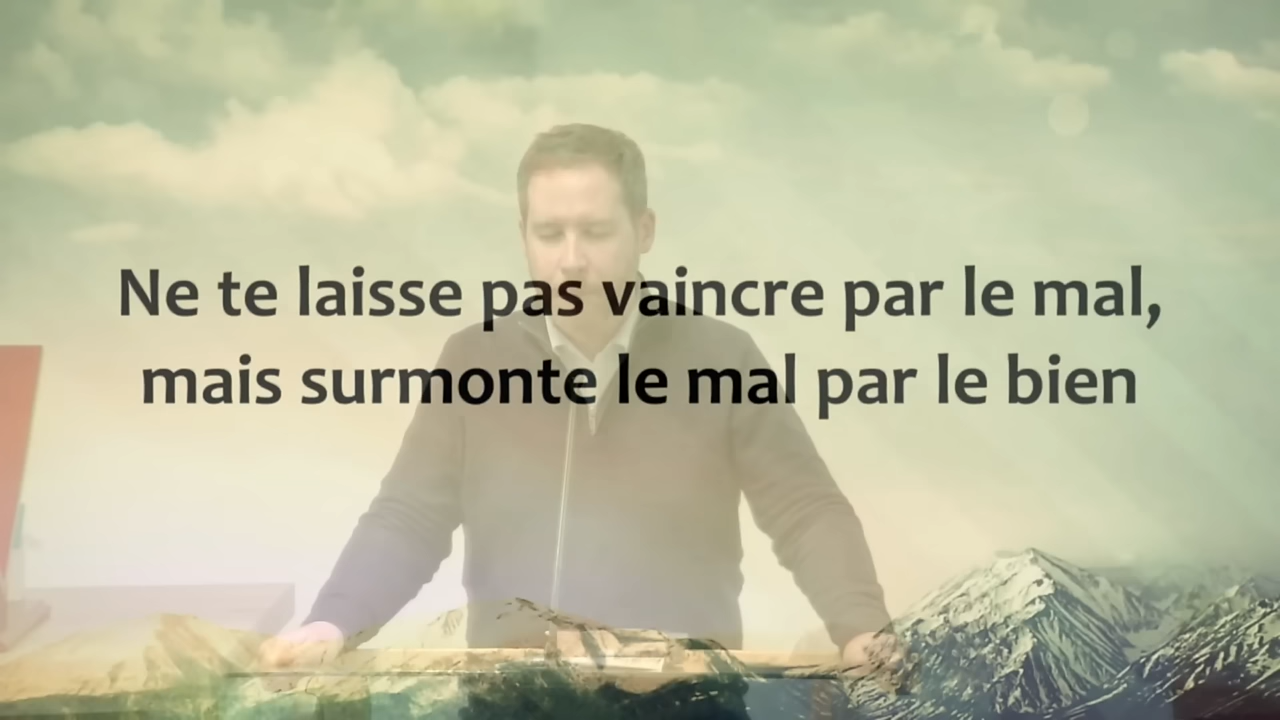 Ne te laisse pas vaincre par le mal,
mais surmonte le mal par le bien